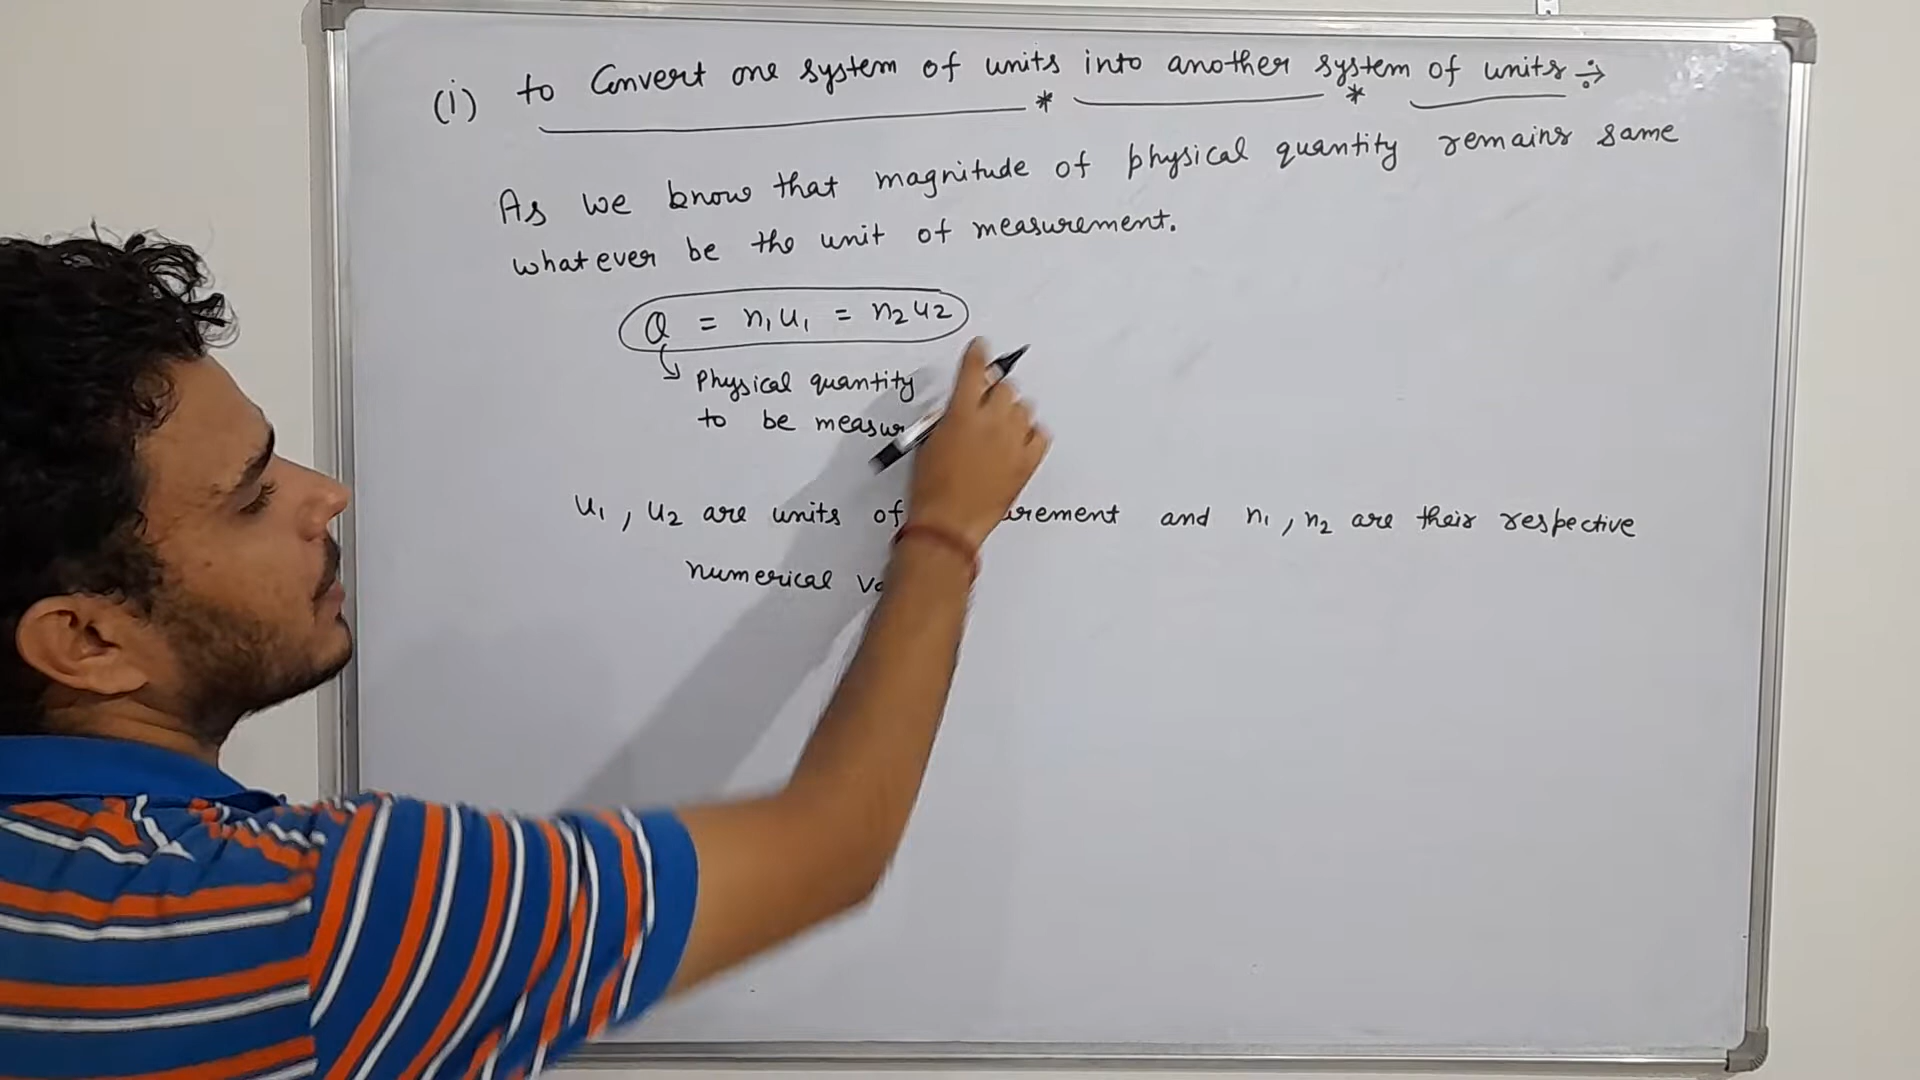 (i) to Convert one system of units into another system of units ÷>
As we know that magnitude of physical quantity remains same
whatever be the unit of measurement.
Q = n₁u₁ = n₂u₂
Physical quantity
to be
u₁, u₂ are units of and n₁, n₂ are their respective
numerical